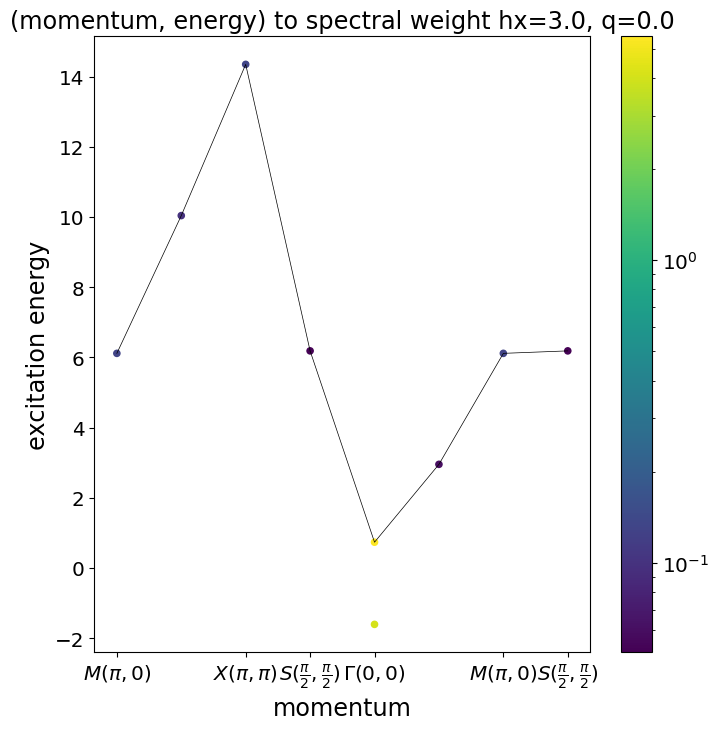 (momentum, energy) to spectral weight hx=3.0, q=0.0
14
12
10
8
6
4
2
0
−2
excitation energy
M(π, 0) X(π, π) S(π/2, π/2) Γ(0, 0) M(π, 0) S(π/2, π/2)
momentum
10⁰
10⁻¹